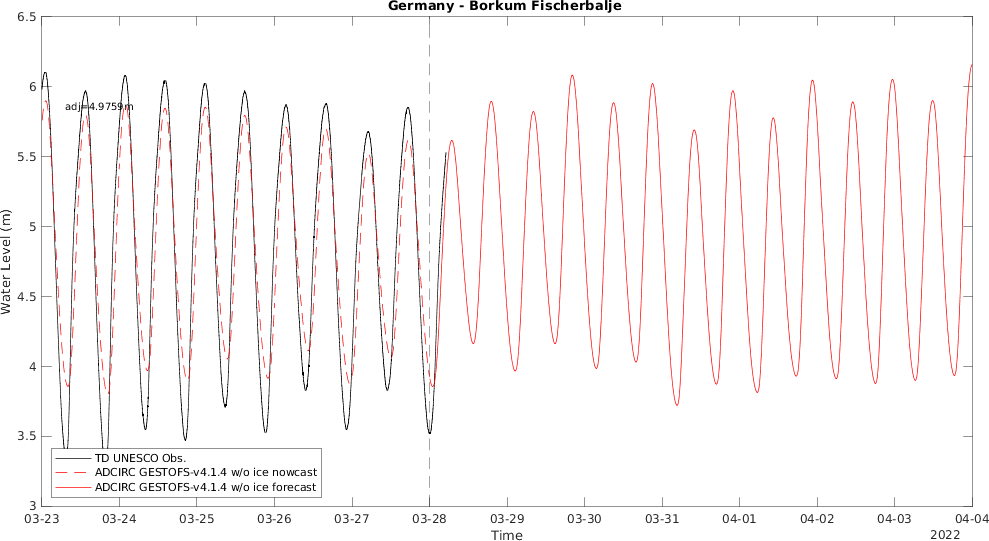 Germany - Borkum Fischerbalje
6.5
6
5.5
5
4.5
4
3.5
3
Water Level (m)
adj=4.9759m
TD UNESCO Obs.
ADCIRC GESTOFS-v4.1.4 w/o ice nowcast
ADCIRC GESTOFS-v4.1.4 w/o ice forecast
03-23 03-24 03-25 03-26 03-27 03-28 03-29 03-30 03-31 04-01 04-02 04-03 04-04
Time
2022